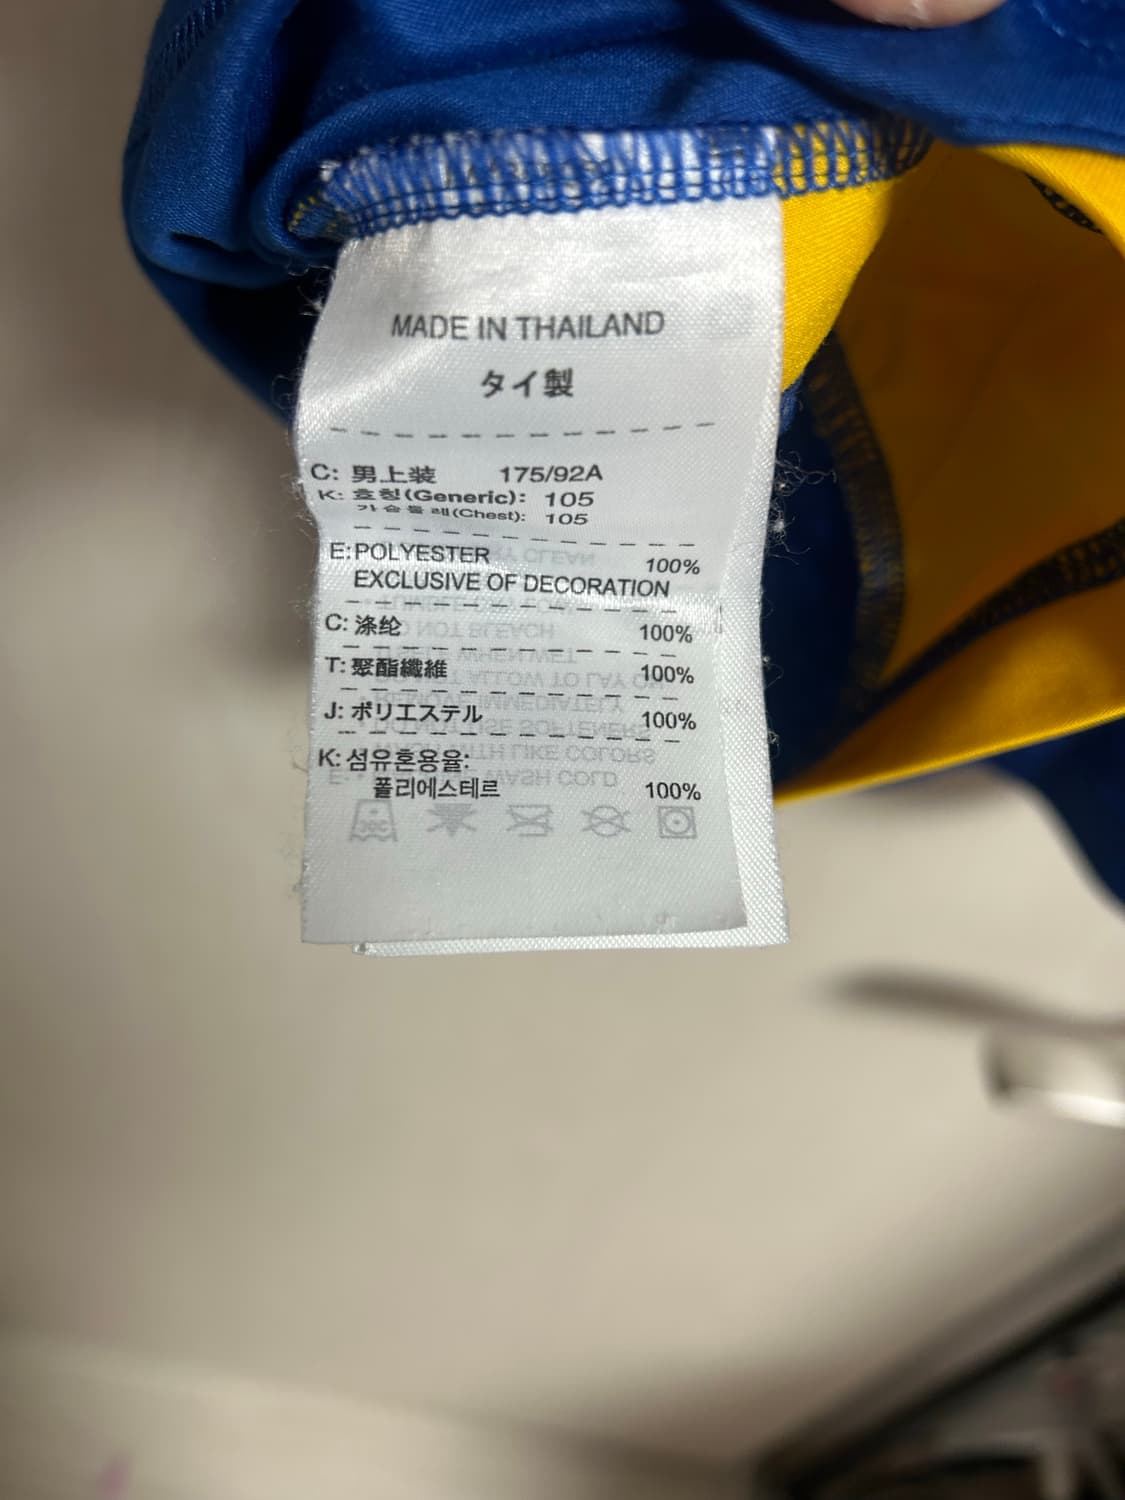 MADE IN THAILAND
タイ製
C: 男上装 175/92A
K: 호칭(Generic): 105
가슴둘레(Chest): 105
E: POLYESTER 100%
EXCLUSIVE OF DECORATION
C: 涤纶 100%
T: 聚酯纖維 100%
J: ポリエステル 100%
K: 섬유혼용율:
폴리에스테르 100%